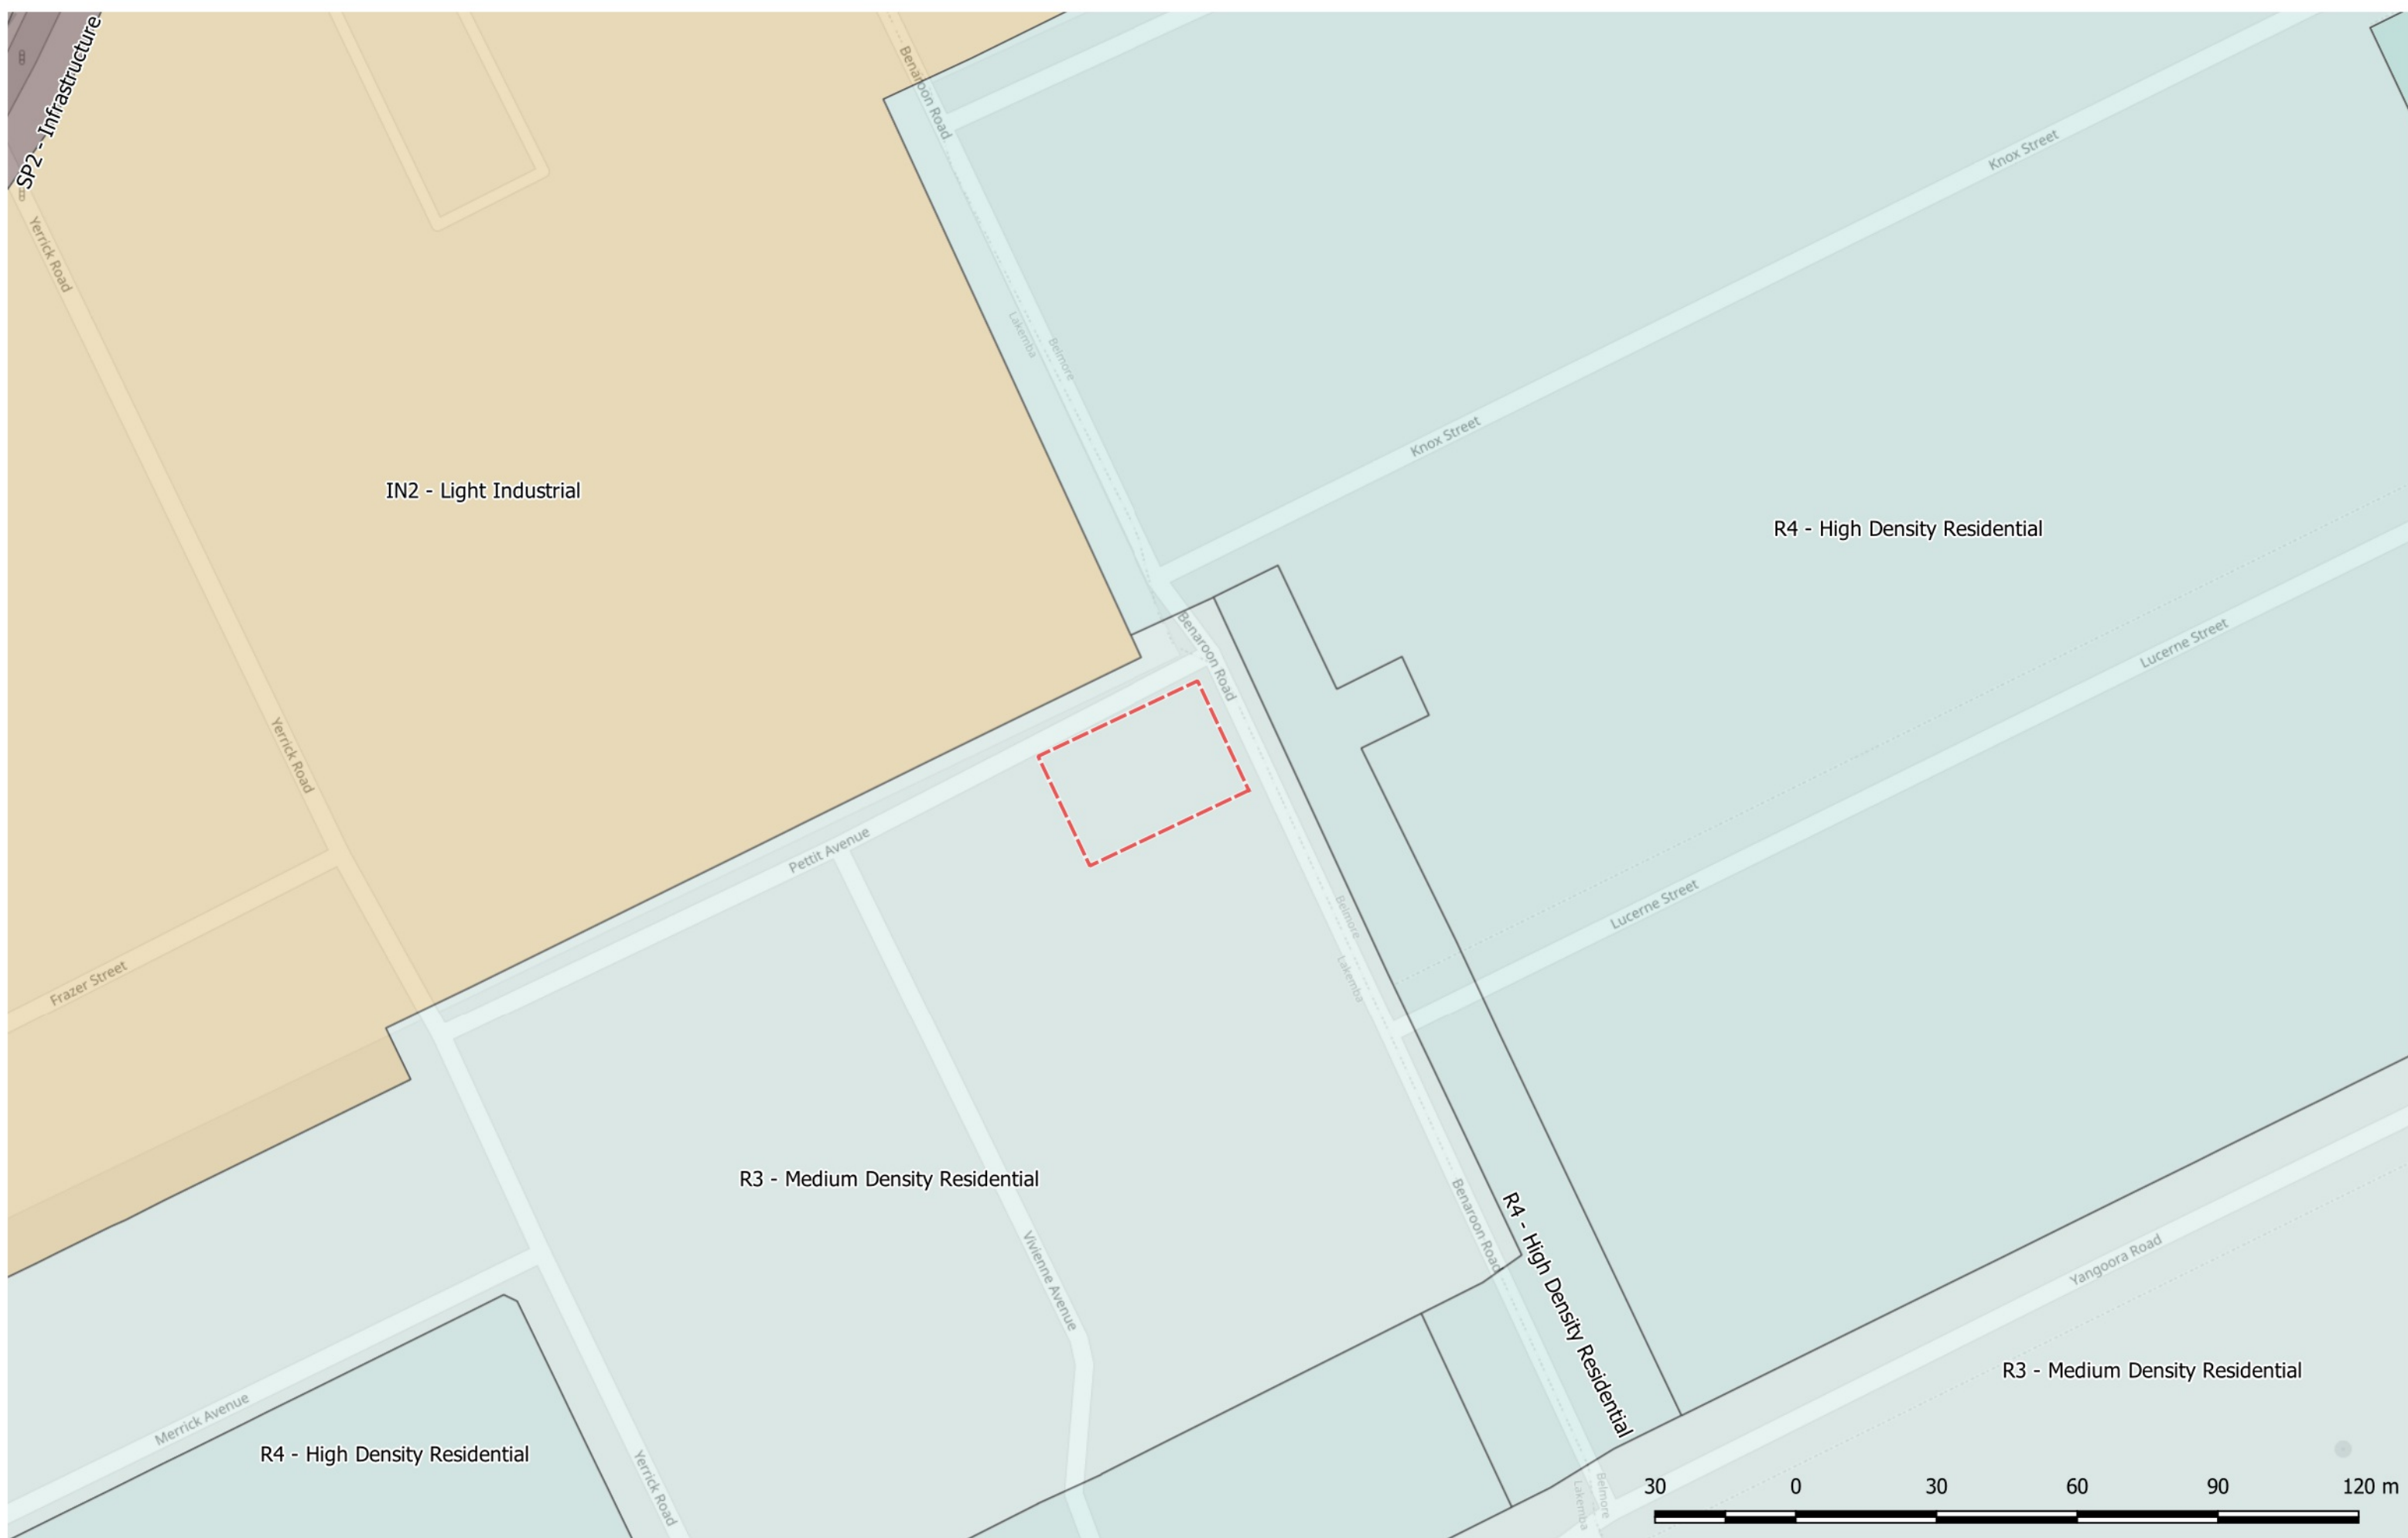 SP2 - Infrastructure
Benaroon Road
Knox Street
Yerrick Road
Lakemba
Belmore
Knox Street
IN2 - Light Industrial
R4 - High Density Residential
Benaroon Road
Lucerne Street
Yerrick Road
Pettit Avenue
Lucerne Street
Belmore
Lakemba
Frazer Street
R3 - Medium Density Residential
Benaroon Road
R4 - High Density Residential
Vivienne Avenue
Yangoora Road
R3 - Medium Density Residential
Merrick Avenue
R4 - High Density Residential
Yerrick Road
Belmore
Lakemba
30 0 30 60 90 120 m